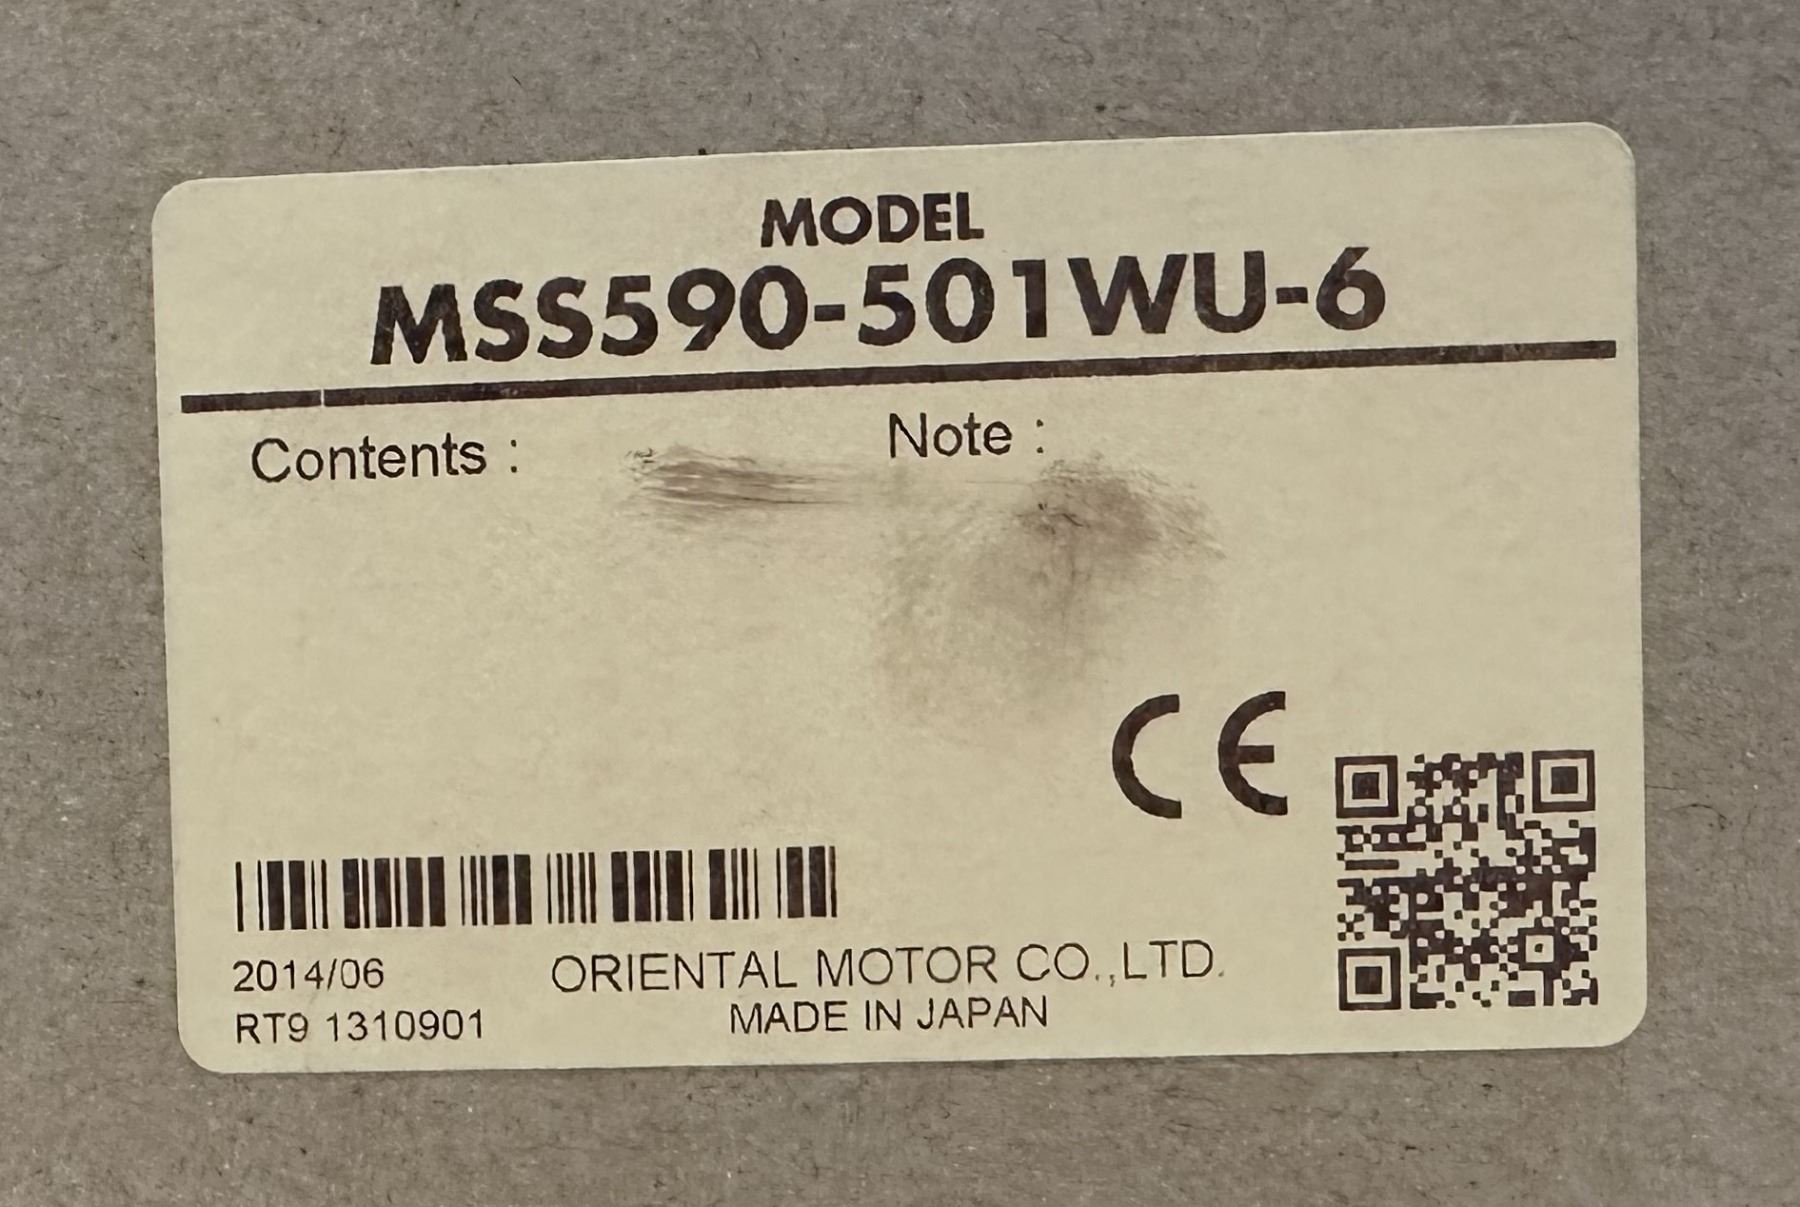 MODEL
MSS590-501WU-6
Contents :
Note :
CE
2014/06
ORIENTAL MOTOR CO.,LTD.
RT9 1310901
MADE IN JAPAN